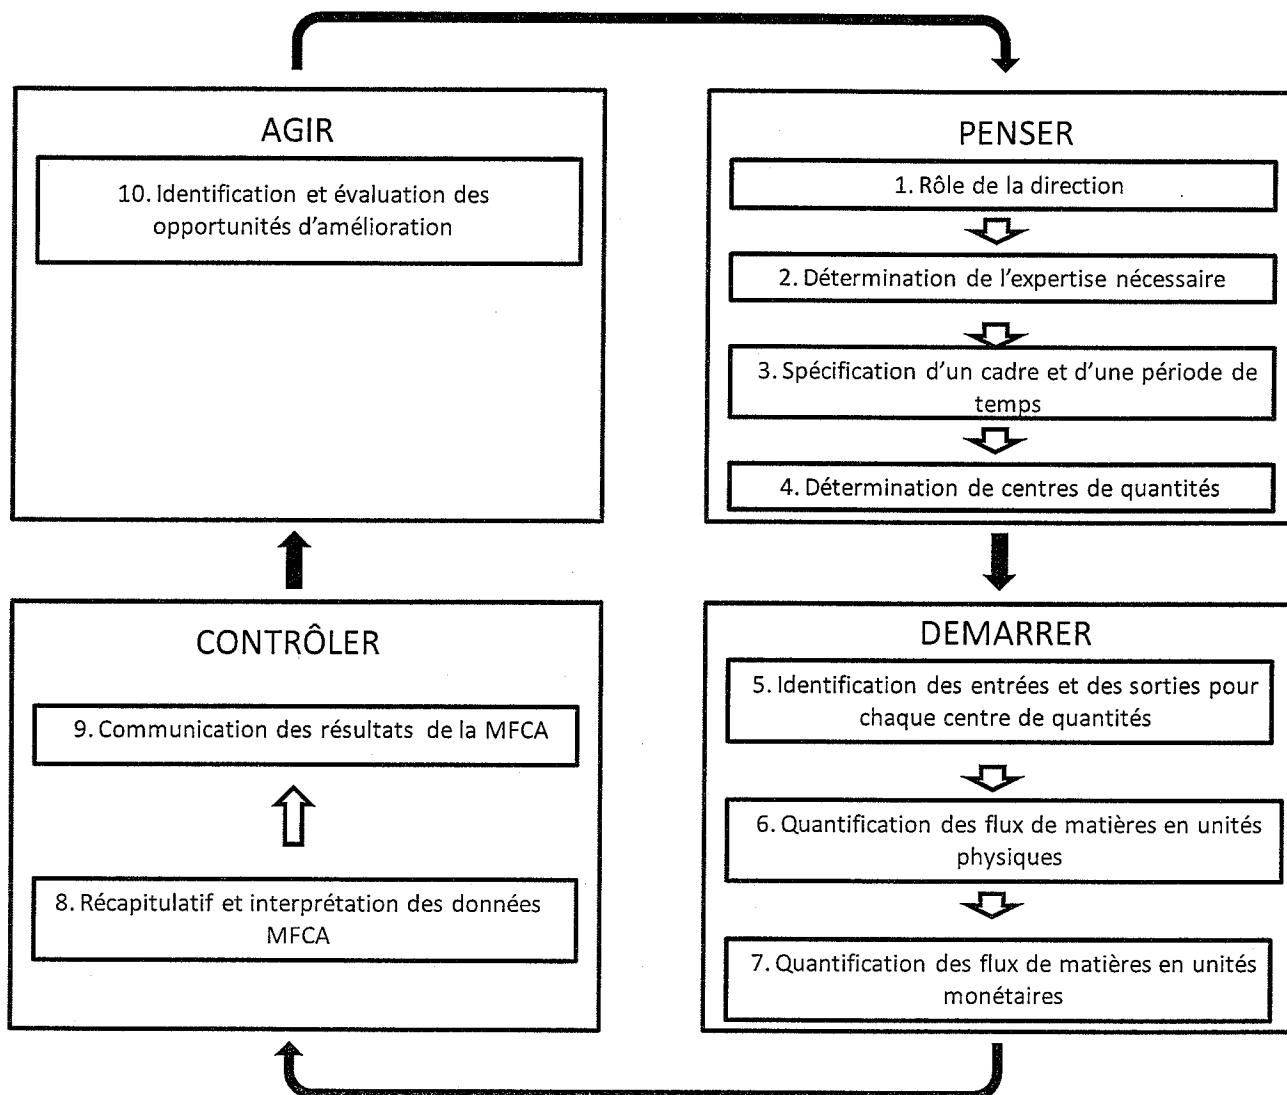 AGIR
10. Identification et évaluation des
opportunités d'amélioration
PENSER
1. Rôle de la direction
2. Détermination de l'expertise nécessaire
3. Spécification d'un cadre et d'une période de
temps
4. Détermination de centres de quantités
CONTRÔLER
9. Communication des résultats de la MFCA
8. Récapitulatif et interprétation des données
MFCA
DEMARRER
5. Identification des entrées et des sorties pour
chaque centre de quantités
6. Quantification des flux de matières en unités
physiques
7. Quantification des flux de matières en unités
monétaires